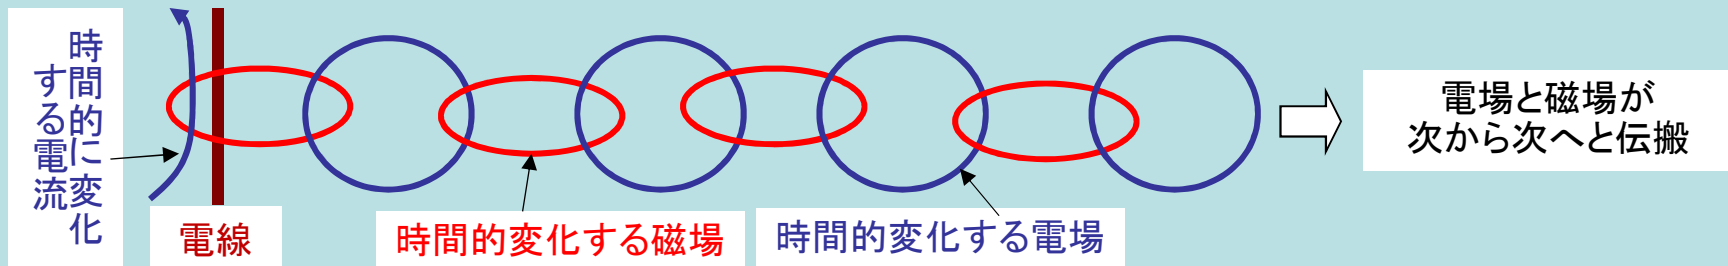 時間的に変化
する電流
電線
時間的変化する磁場
時間的変化する電場
電場と磁場が
次から次へと伝搬